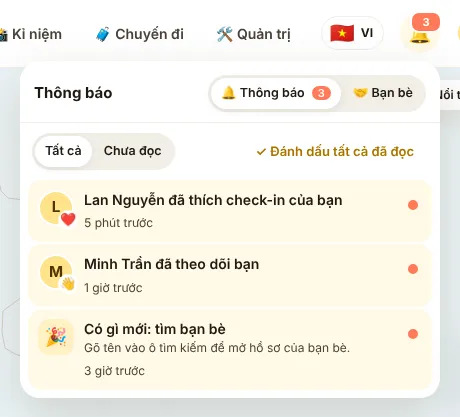 Kỉ niệm Chuyến đi Quản trị VI 3
Thông báo Thông báo 3 Bạn bè
Tất cả Chưa đọc ✓ Đánh dấu tất cả đã đọc
L Lan Nguyễn đã thích check-in của bạn
5 phút trước
M Minh Trần đã theo dõi bạn
1 giờ trước
Có gì mới: tìm bạn bè
Gõ tên vào ô tìm kiếm để mở hồ sơ của bạn bè.
3 giờ trước